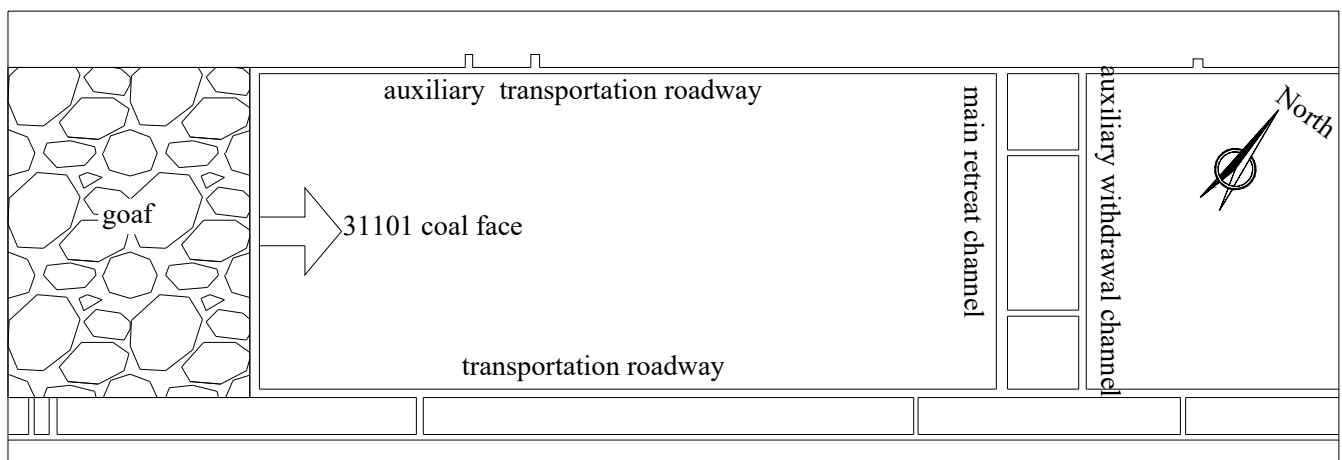 auxiliary transportation roadway
main retreat channel
auxiliary withdrawal channel
North
goaf
31101 coal face
transportation roadway